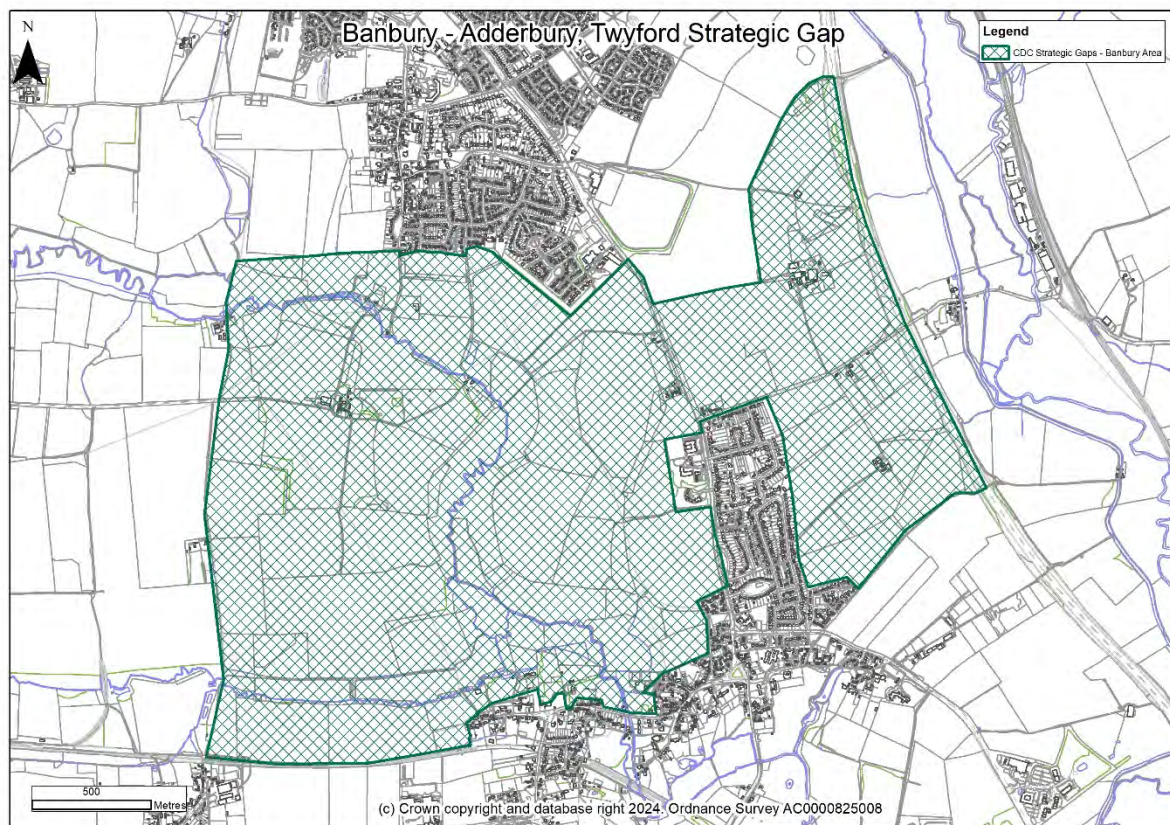 Banbury - Adderbury, Twyford Strategic Gap
N
Legend
CDC Strategic Gaps - Banbury Area
500
Metres
(c) Crown copyright and database right 2024. Ordnance Survey AC0000825008